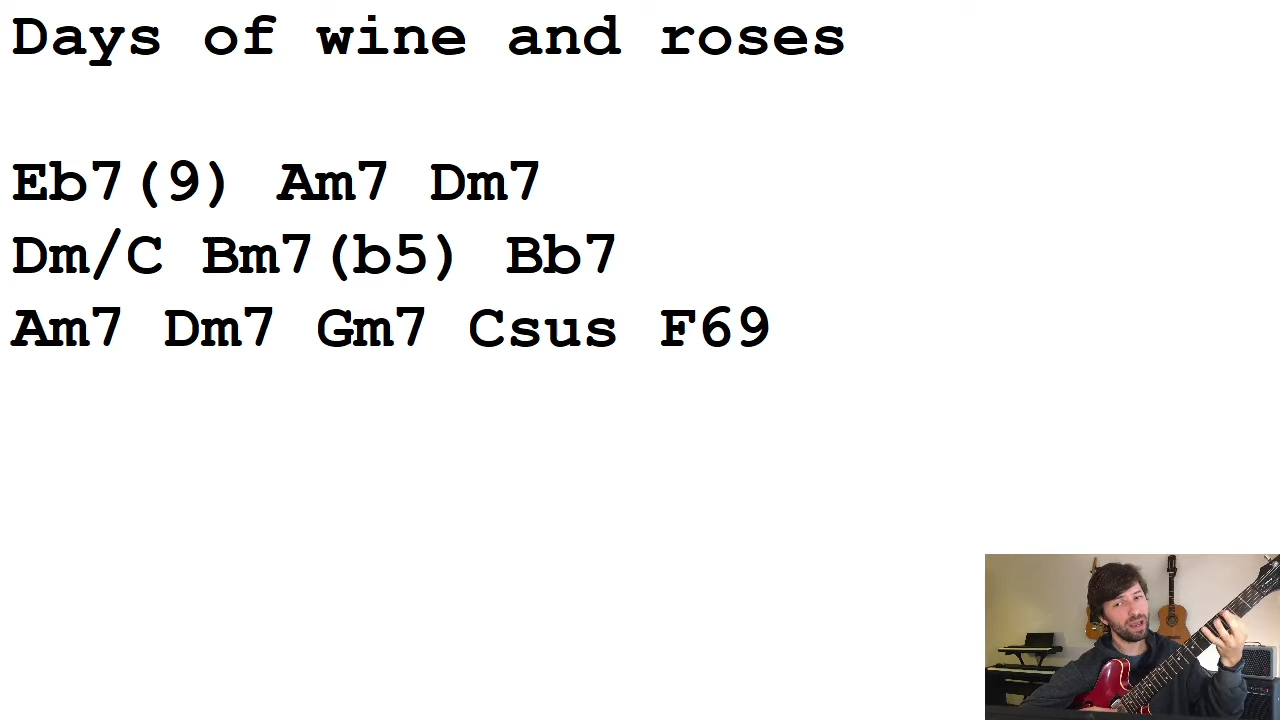 Days of wine and roses
Eb7(9) Am7 Dm7
Dm/C Bm7(b5) Bb7
Am7 Dm7 Gm7 Csus F69